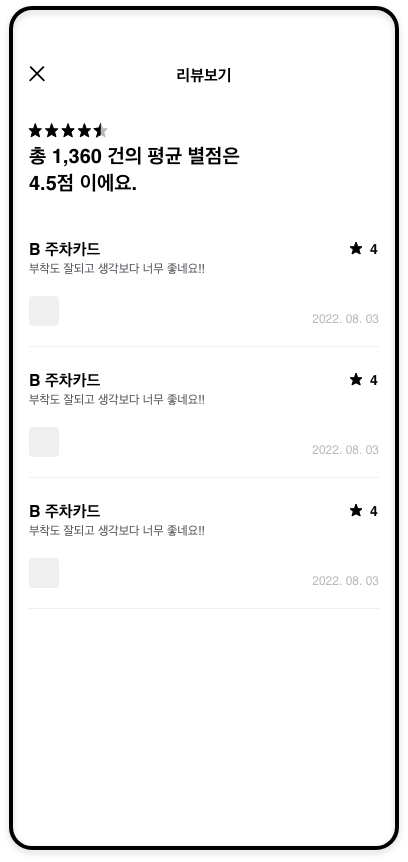 리뷰보기
총 1,360 건의 평균 별점은
4.5점 이에요.
B 주차카드
4
부착도 잘되고 생각보다 너무 좋네요!!
2022. 08. 03
B 주차카드
4
부착도 잘되고 생각보다 너무 좋네요!!
2022. 08. 03
B 주차카드
4
부착도 잘되고 생각보다 너무 좋네요!!
2022. 08. 03